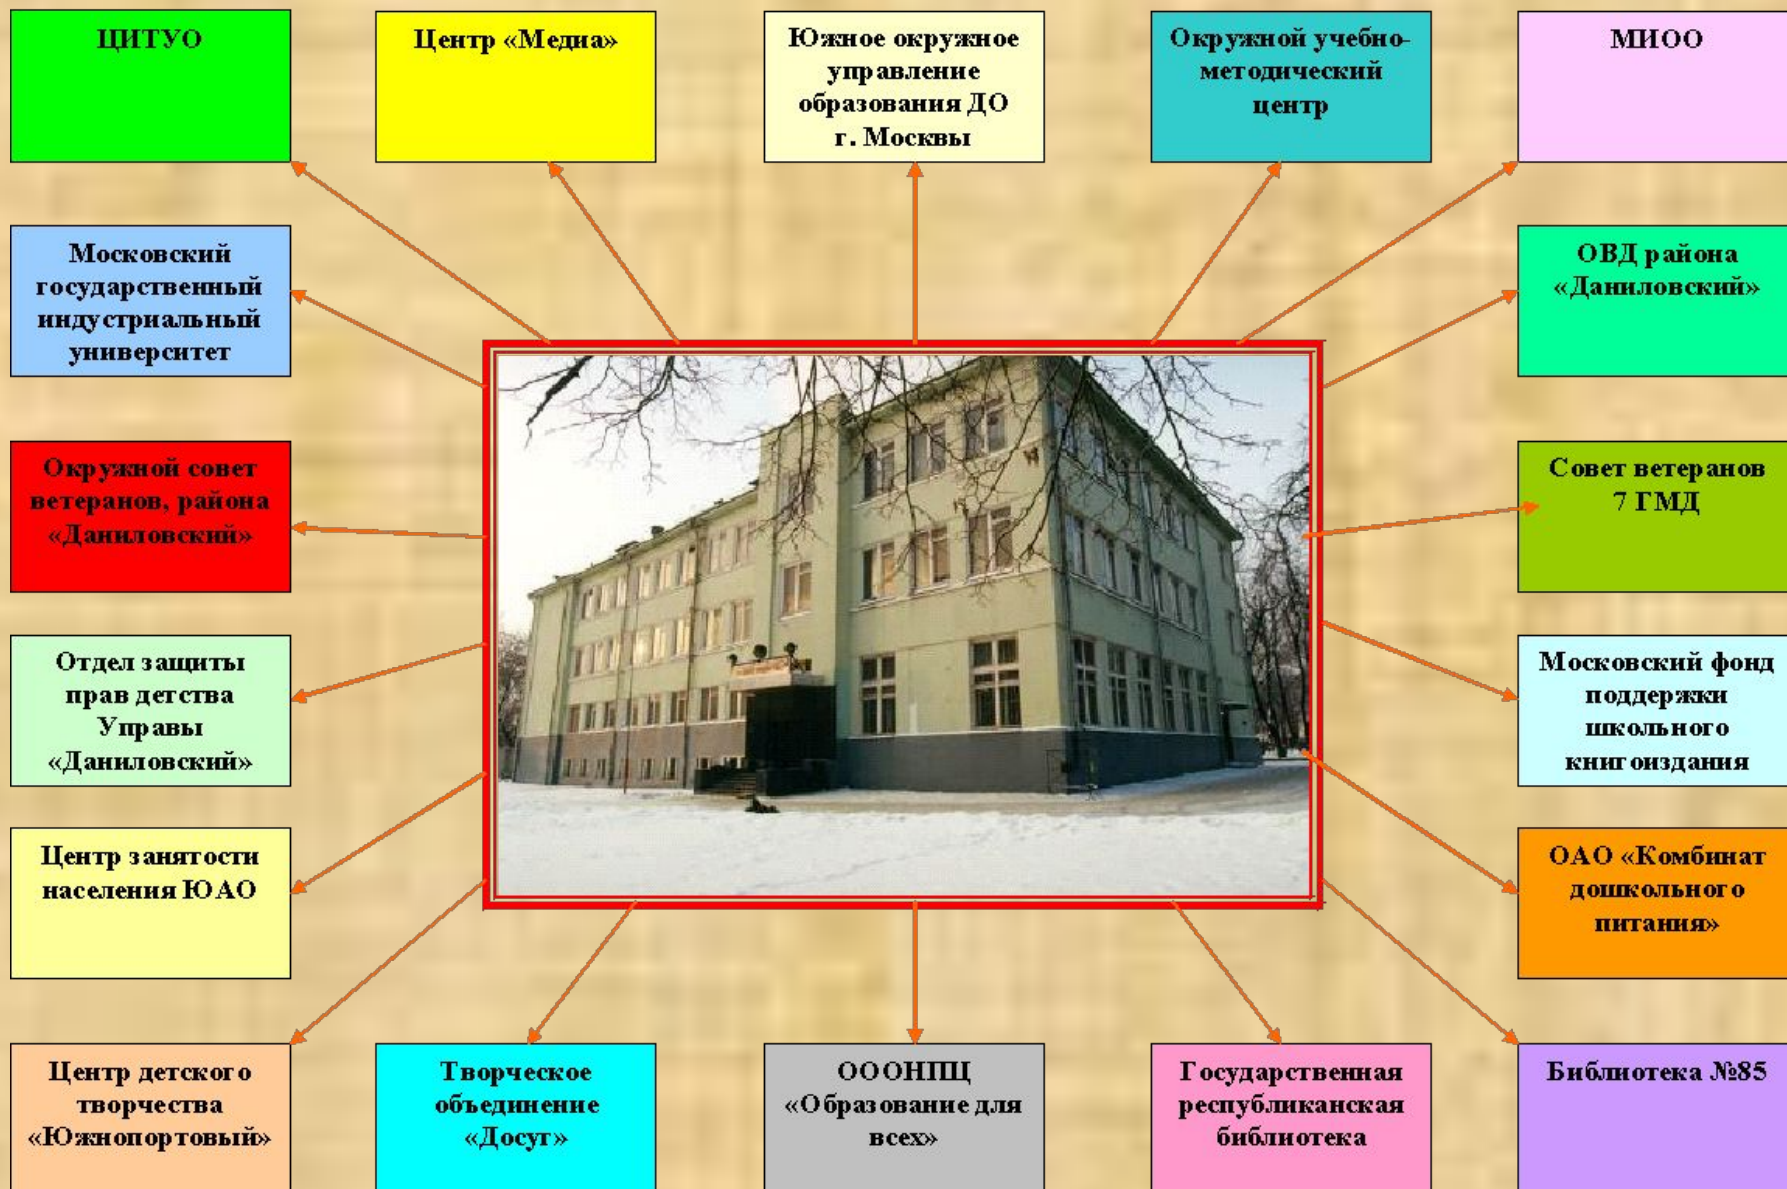 ЦИТУО
Центр «Медиа»
Южное окружное
управление
образования ДО
г. Москвы
Окружной учебно-
методический
центр
МИОО
Московский
государственный
индустриальный
университет
ОВД района
«Даниловский»
Окружной совет
ветеранов, района
«Даниловский»
Совет ветеранов
7 ГМД
Отдел защиты
прав детства
Управы
«Даниловский»
Московский фонд
поддержки
школьного
книгоиздания
Центр занятости
населения ЮАО
ОАО «Комбинат
дошкольного
питания»
Центр детского
творчества
«Южнопортовый»
Творческое
объединение
«Досуг»
ОООНПЦ
«Образование для
всех»
Государственная
республиканская
библиотека
Библиотека №85